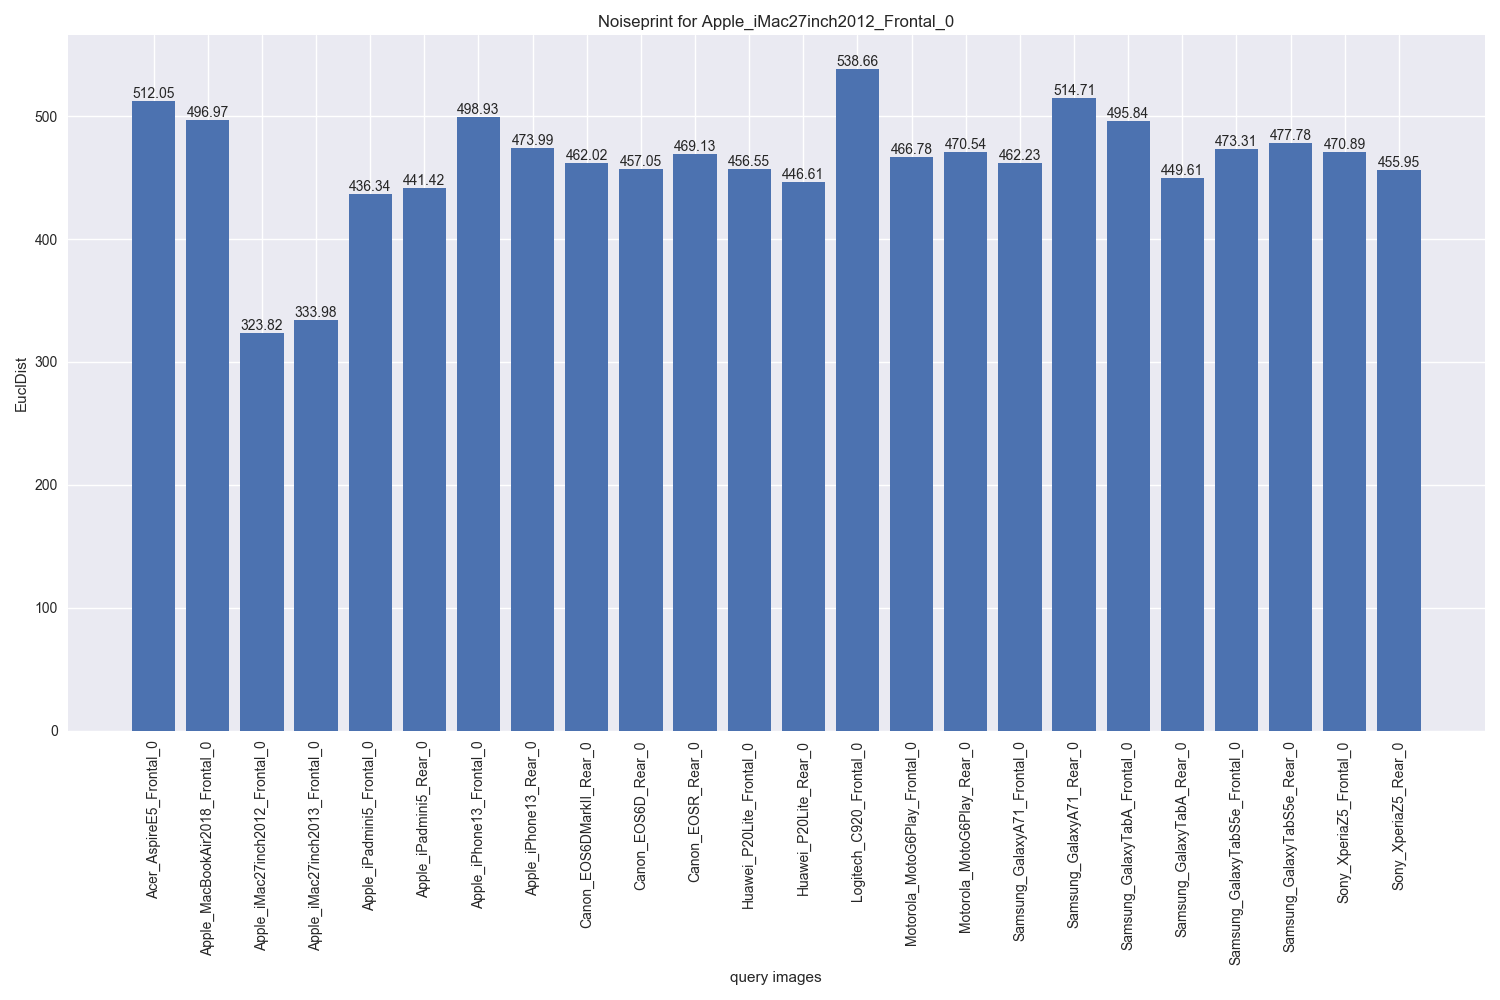 Noiseprint for Apple_iMac27inch2012_Frontal_0
EuclDist
500
400
300
200
100
0
512.05
496.97
323.82
333.98
436.34
441.42
498.93
473.99
462.02
457.05
469.13
456.55
446.61
538.66
466.78
470.54
462.23
514.71
495.84
449.61
473.31
477.78
470.89
455.95
Acer_AspireE5_Frontal_0
Apple_MacBookAir2018_Frontal_0
Apple_iMac27inch2012_Frontal_0
Apple_iMac27inch2013_Frontal_0
Apple_iPadmini5_Frontal_0
Apple_iPadmini5_Rear_0
Apple_iPhone13_Frontal_0
Apple_iPhone13_Rear_0
Canon_EOS6DMarkII_Rear_0
Canon_EOS6D_Rear_0
Canon_EOSR_Rear_0
Huawei_P20Lite_Frontal_0
Huawei_P20Lite_Rear_0
Logitech_C920_Frontal_0
Motorola_MotoG6Play_Frontal_0
Motorola_MotoG6Play_Rear_0
Samsung_GalaxyA71_Frontal_0
Samsung_GalaxyA71_Rear_0
Samsung_GalaxyTabA_Frontal_0
Samsung_GalaxyTabA_Rear_0
Samsung_GalaxyTabS5e_Frontal_0
Samsung_GalaxyTabS5e_Rear_0
Sony_XperiaZ5_Frontal_0
Sony_XperiaZ5_Rear_0
query images